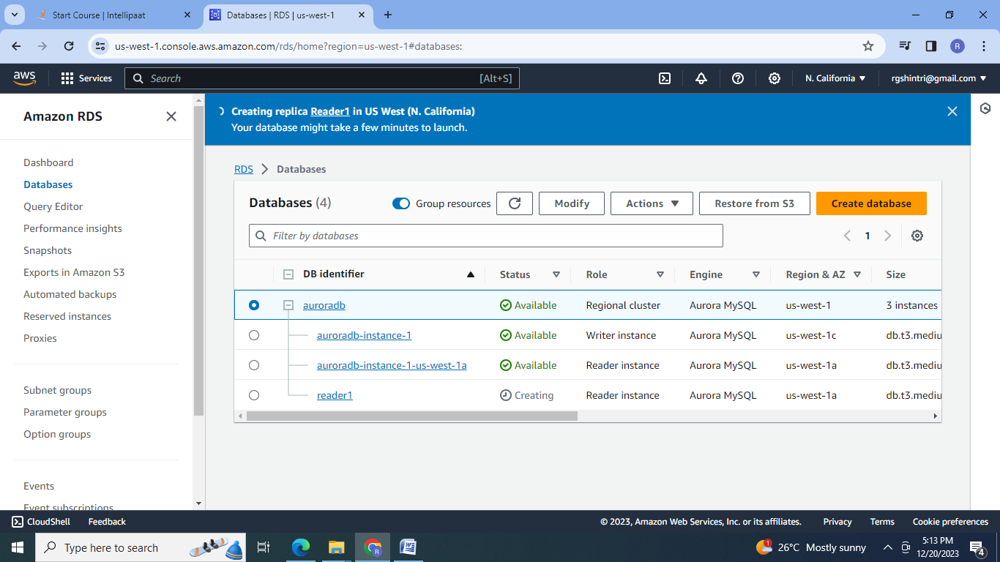 Start Course | Intellipaat
Databases | RDS | us-west-1
us-west-1.console.aws.amazon.com/rds/home?region=us-west-1#databases:
R
aws
Services
Search
[Alt+S]
N. California
rgshintri@gmail.com
Amazon RDS
Dashboard
Databases
Query Editor
Performance insights
Snapshots
Exports in Amazon S3
Automated backups
Reserved instances
Proxies
Subnet groups
Parameter groups
Option groups
Events
Event subscriptions
Creating replica Reader1 in US West (N. California)
Your database might take a few minutes to launch.
RDS > Databases
Databases (4)
Group resources
Modify
Actions
Restore from S3
Create database
Filter by databases
1
DB identifier Status Role Engine Region & AZ Size
auroradb Available Regional cluster Aurora MySQL us-west-1 3 instances
auroradb-instance-1 Available Writer instance Aurora MySQL us-west-1c db.t3.mediu
auroradb-instance-1-us-west-1a Available Reader instance Aurora MySQL us-west-1a db.t3.mediu
reader1 Creating Reader instance Aurora MySQL us-west-1a db.t3.mediu
CloudShell Feedback © 2023, Amazon Web Services, Inc. or its affiliates. Privacy Terms Cookie preferences
Type here to search
R
1
26°C Mostly sunny
5:13 PM
12/20/2023
4